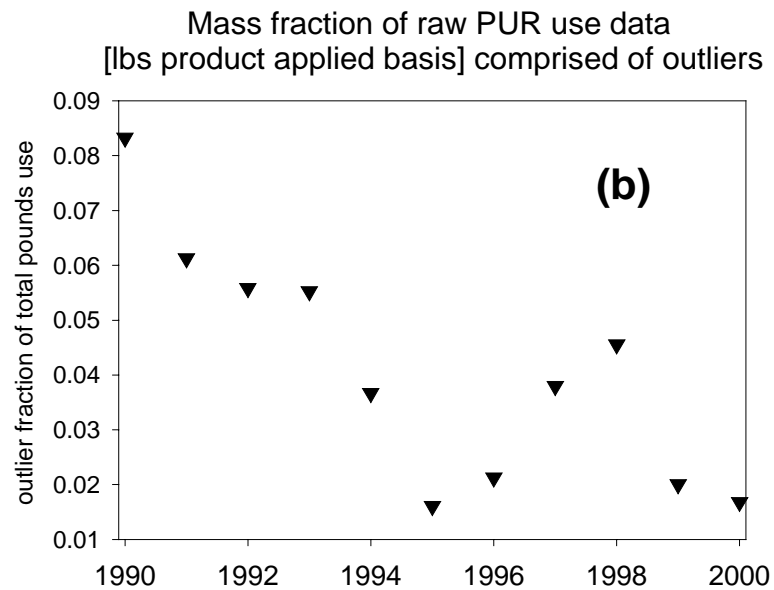 Mass fraction of raw PUR use data
[lbs product applied basis] comprised of outliers
outlier fraction of total pounds use
0.09
0.08
0.07
0.06
0.05
0.04
0.03
0.02
0.01
(b)
1990 1992 1994 1996 1998 2000